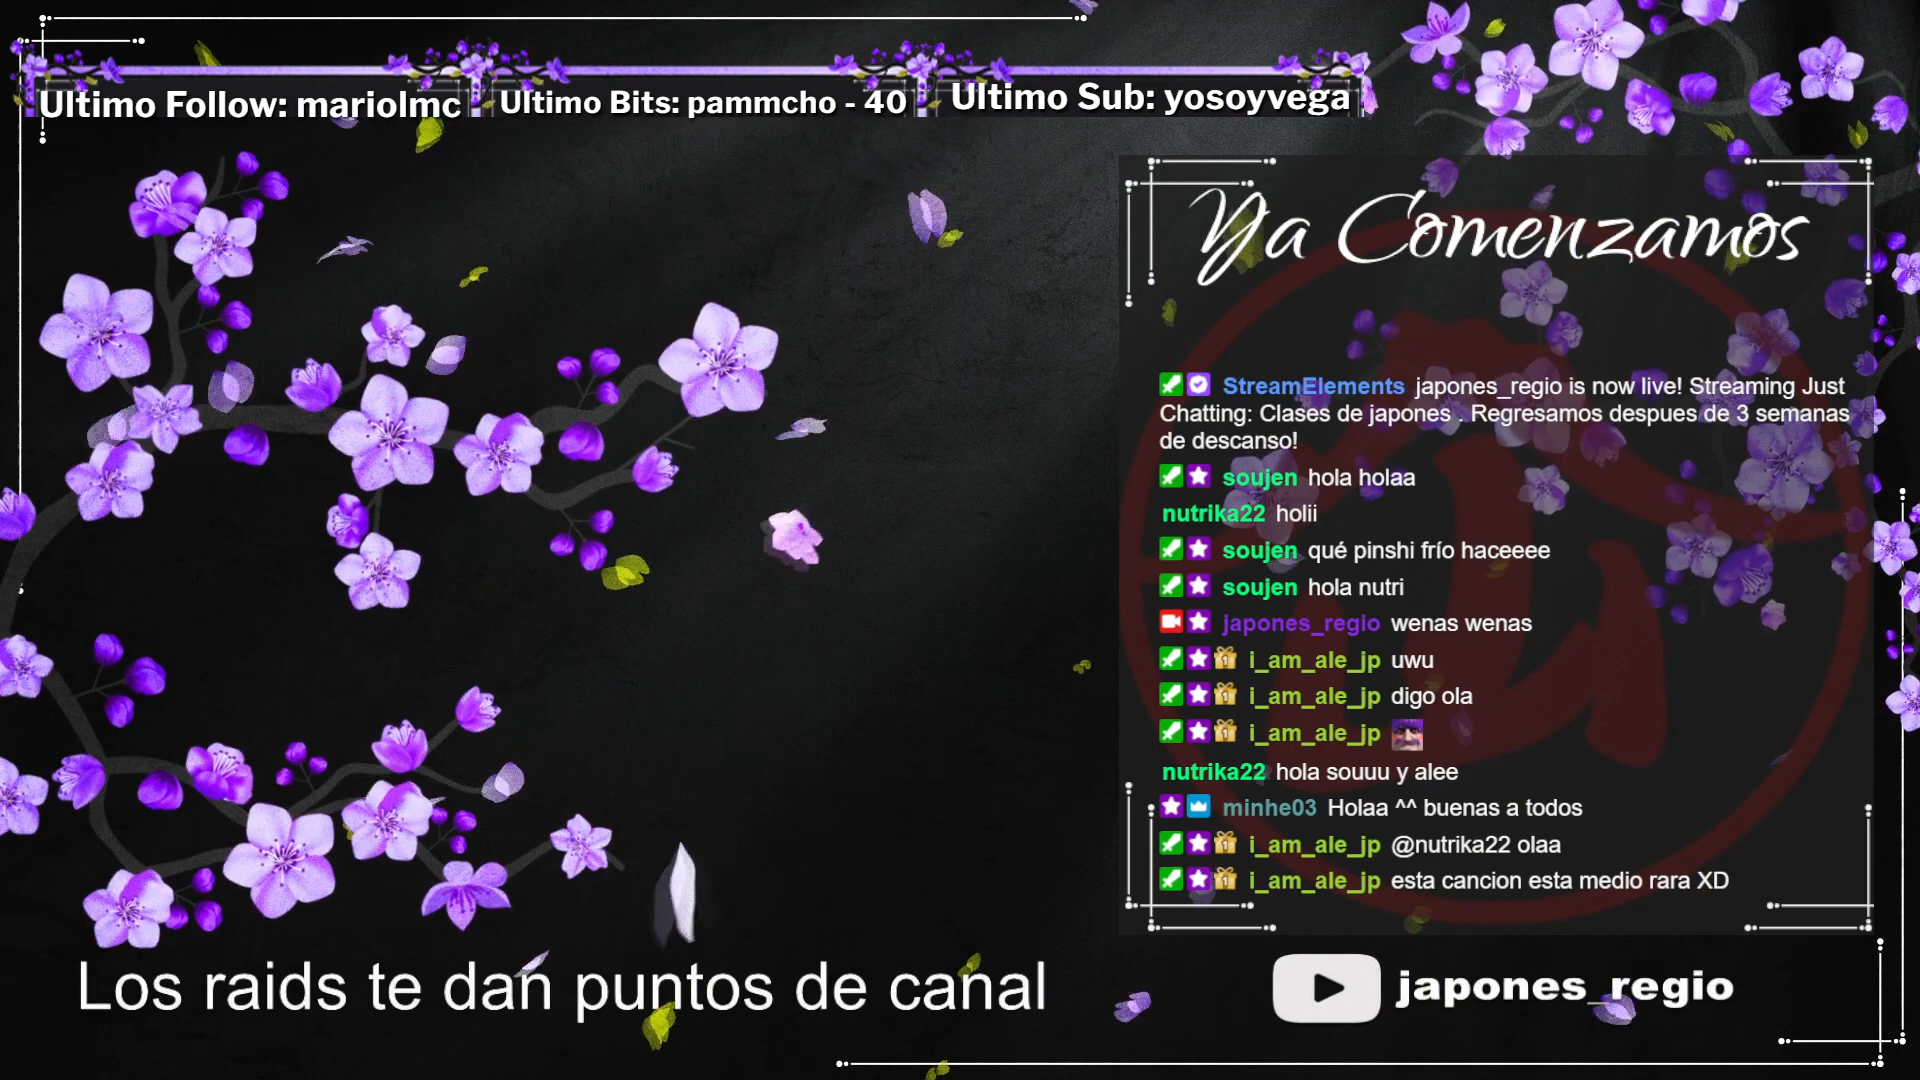 Ultimo Follow: mariolmc
Ultimo Bits: pammcho - 40
Ultimo Sub: yosoyvega
Ya Comenzamos
StreamElements japones_regio is now live! Streaming Just
Chatting: Clases de japones . Regresamos despues de 3 semanas
de descanso!
soujen hola holaa
nutrika22 holii
soujen qué pinshi frío haceeee
soujen hola nutri
japones_regio wenas wenas
i_am_ale_jp uwu
i_am_ale_jp digo ola
i_am_ale_jp
nutrika22 hola souuu y alee
minhe03 Holaa ^^ buenas a todos
i_am_ale_jp @nutrika22 olaa
i_am_ale_jp esta cancion esta medio rara XD
Los raids te dan puntos de canal
japones_regio